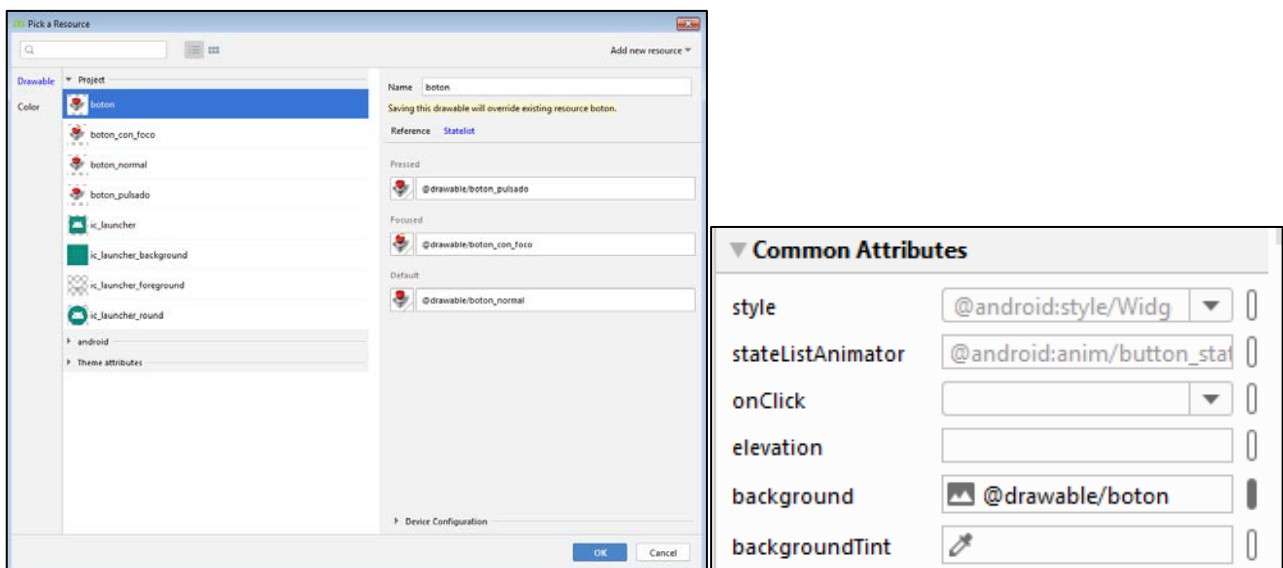 Pick a Resource
Add new resource
Drawable
Color
Project
boton
boton_con_foco
boton_normal
boton_pulsado
ic_launcher
ic_launcher_background
ic_launcher_foreground
ic_launcher_round
android
Theme attributes
Name boton
Saving this drawable will override existing resource boton.
Reference Statelist
Pressed
@drawable/boton_pulsado
Focused
@drawable/boton_con_foco
Default
@drawable/boton_normal
Device Configuration
OK Cancel
Common Attributes
style @android:style/Widg
stateListAnimator @android:anim/button_stat
onClick
elevation
background @drawable/boton
backgroundTint